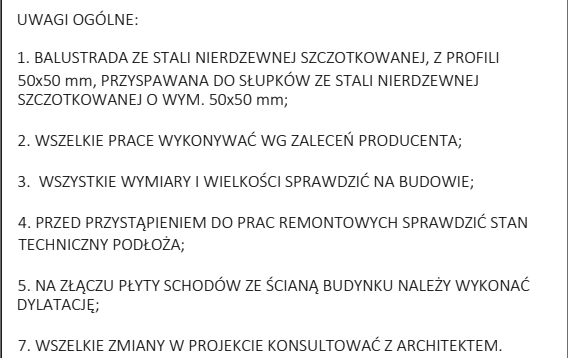 UWAGI OGÓLNE:
1. BALUSTRADA ZE STALI NIERDZEWNEJ SZCZOTKOWANEJ, Z PROFILI
50x50 mm, PRZYSPAWANA DO SŁUPKÓW ZE STALI NIERDZEWNEJ
SZCZOTKOWANEJ O WYM. 50x50 mm;
2. WSZELKIE PRACE WYKONYWAĆ WG ZALECEŃ PRODUCENTA;
3.  WSZYSTKIE WYMIARY I WIELKOŚCI SPRAWDZIĆ NA BUDOWIE;
4. PRZED PRZYSTĄPIENIEM DO PRAC REMONTOWYCH SPRAWDZIĆ STAN
TECHNICZNY PODŁOŻA;
5. NA ZŁĄCZU PŁYTY SCHODÓW ZE ŚCIANĄ BUDYNKU NALEŻY WYKONAĆ
DYLATACJĘ;
7. WSZELKIE ZMIANY W PROJEKCIE KONSULTOWAĆ Z ARCHITEKTEM.